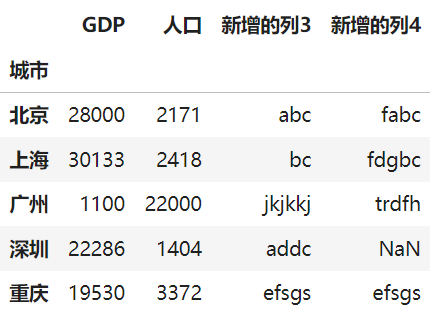 GDP 人口 新增的列3 新增的列4
城市
北京 28000 2171 abc fabc
上海 30133 2418 bc fdgbc
广州 1100 22000 jkjkkj trdfh
深圳 22286 1404 addc NaN
重庆 19530 3372 efsgs efsgs